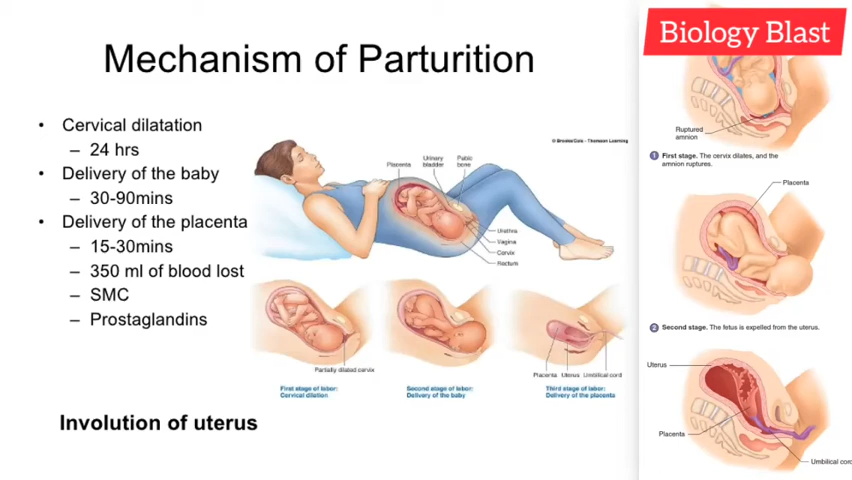 Mechanism of Parturition
• Cervical dilatation
– 24 hrs
• Delivery of the baby
– 30-90mins
• Delivery of the placenta
– 15-30mins
– 350 ml of blood lost
– SMC
– Prostaglandins
Involution of uterus
© Brooks/Cole - Thomson Learning
Placenta
Urinary
bladder
Pubic
bone
Urethra
Vagina
Cervix
Rectum
Partially dilated cervix
First stage of labor:
Cervical dilation
Second stage of labor:
Delivery of the baby
Placenta Uterus Umbilical cord
Third stage of labor:
Delivery of the placenta
Biology Blast
Ruptured
amnion
1 First stage. The cervix dilates, and the
amnion ruptures.
Placenta
2 Second stage. The fetus is expelled from the uterus.
Uterus
Placenta
Umbilical cord